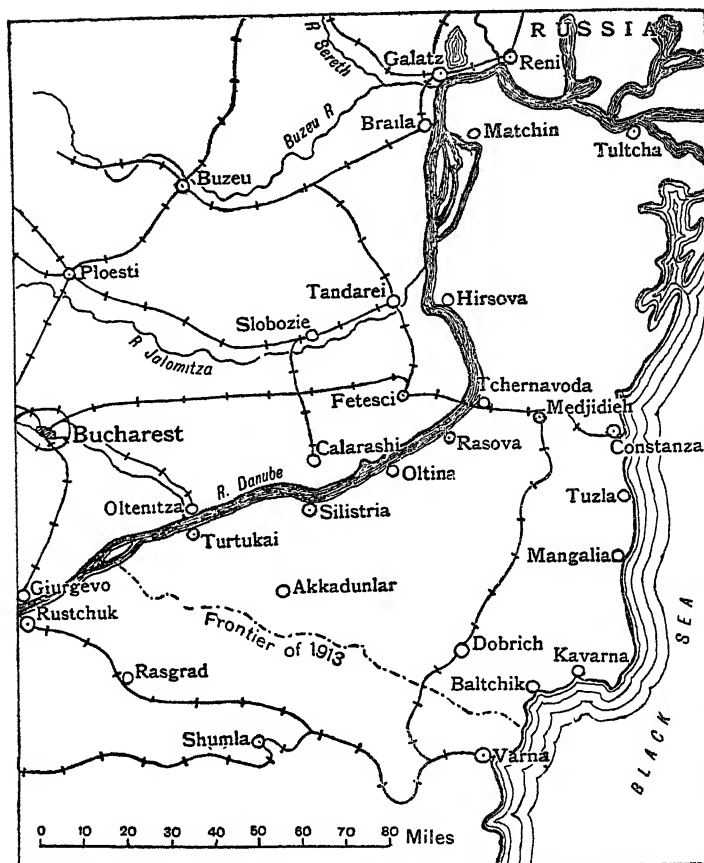 RUSSIA
R Sereth
Galatz
Reni
Buzeu R
Braila
Matchin
Tultcha
Buzeu
Ploesti
Tandarei
Hirsova
Slobozie
R Jalomitza
Fetesci
Tchernavoda
Medjidieh
Bucharest
Calarashi
Rasova
Constanza
Oltina
R. Danube
Oltenitza
Silistria
Tuzla
Turtukai
Mangalia
Giurgevo
Akkadunlar
Rustchuk
Frontier of 1913
Dobrich
Kavarna
Rasgrad
Baltchik
Shumla
Varna
BLACK SEA
0 10 20 30 40 50 60 70 80 Miles